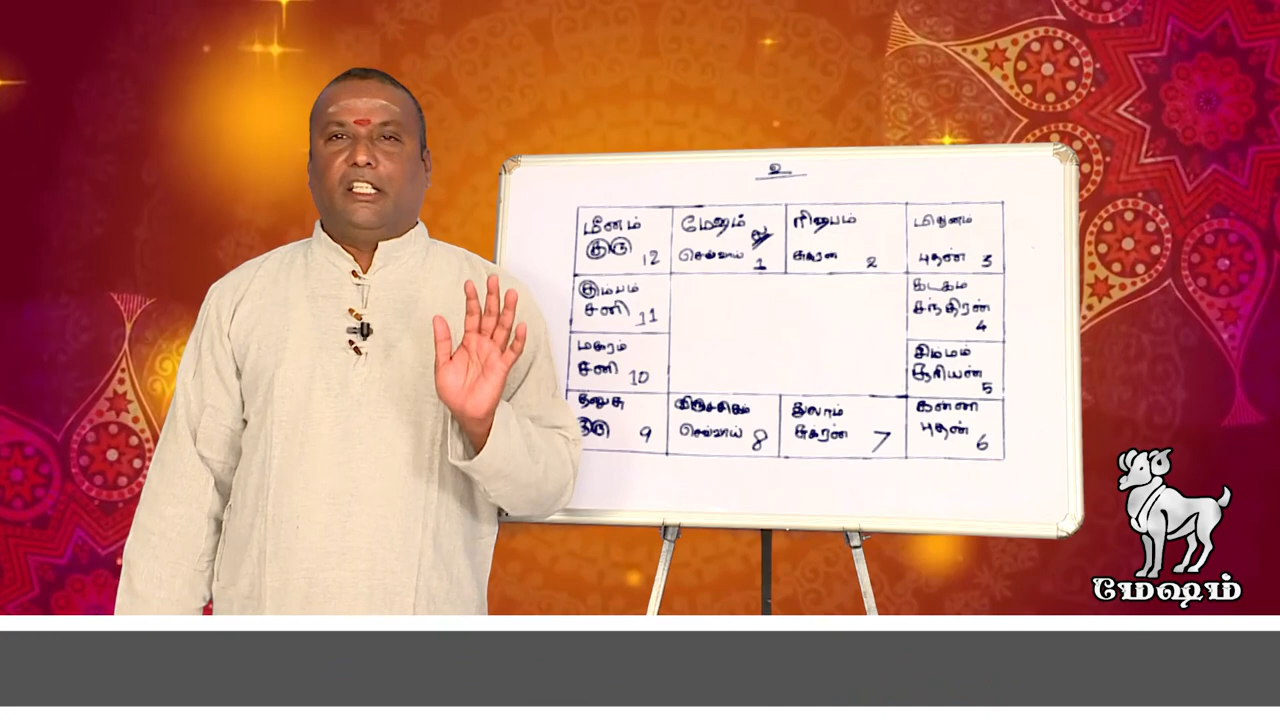 உ
மீனம்
குரு 12
மேஷம்
ல
செவ்வாய் 1
ரிஷபம்
சுக்ரன் 2
மிதுனம்
புதன் 3
கும்பம்
சனி 11
கடகம்
சந்திரன்
4
மகரம்
சனி 10
சிம்மம்
சூரியன்
5
தனுசு
குரு 9
விருச்சிகம்
செவ்வாய் 8
துலாம்
சுக்ரன் 7
கன்னி
புதன் 6
மேஷம்